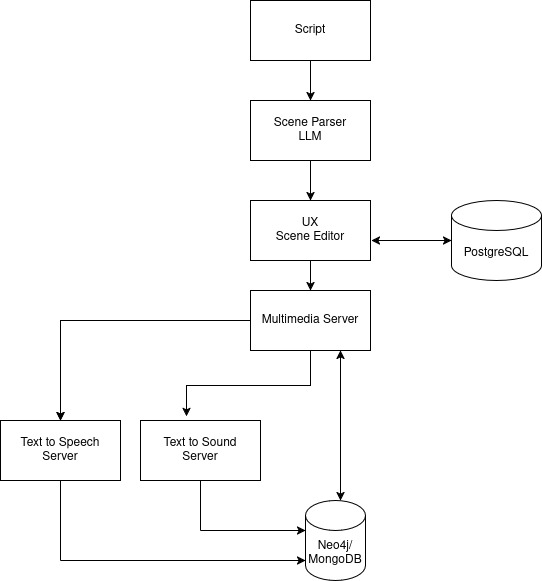 Script
Scene Parser
LLM
UX
Scene Editor
PostgreSQL
Multimedia Server
Text to Speech
Server
Text to Sound
Server
Neo4j/
MongoDB